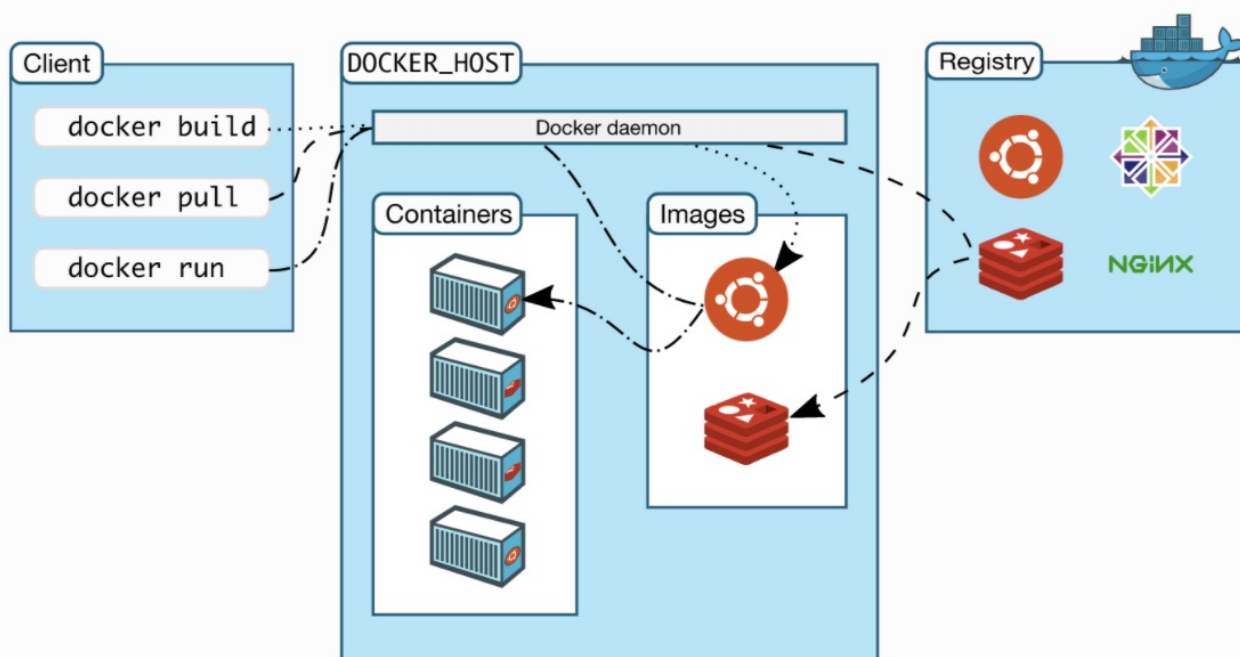 Client
docker build
docker pull
docker run
DOCKER_HOST
Docker daemon
Containers
Images
Registry
NGiNX